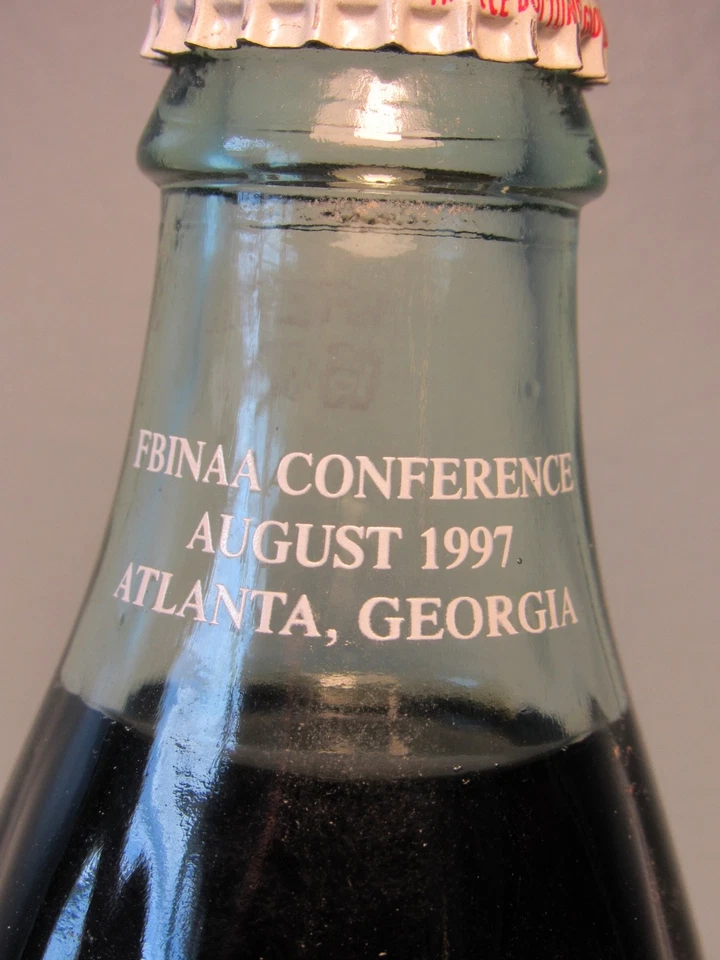 FBINAA CONFERENCE
AUGUST 1997
ATLANTA, GEORGIA